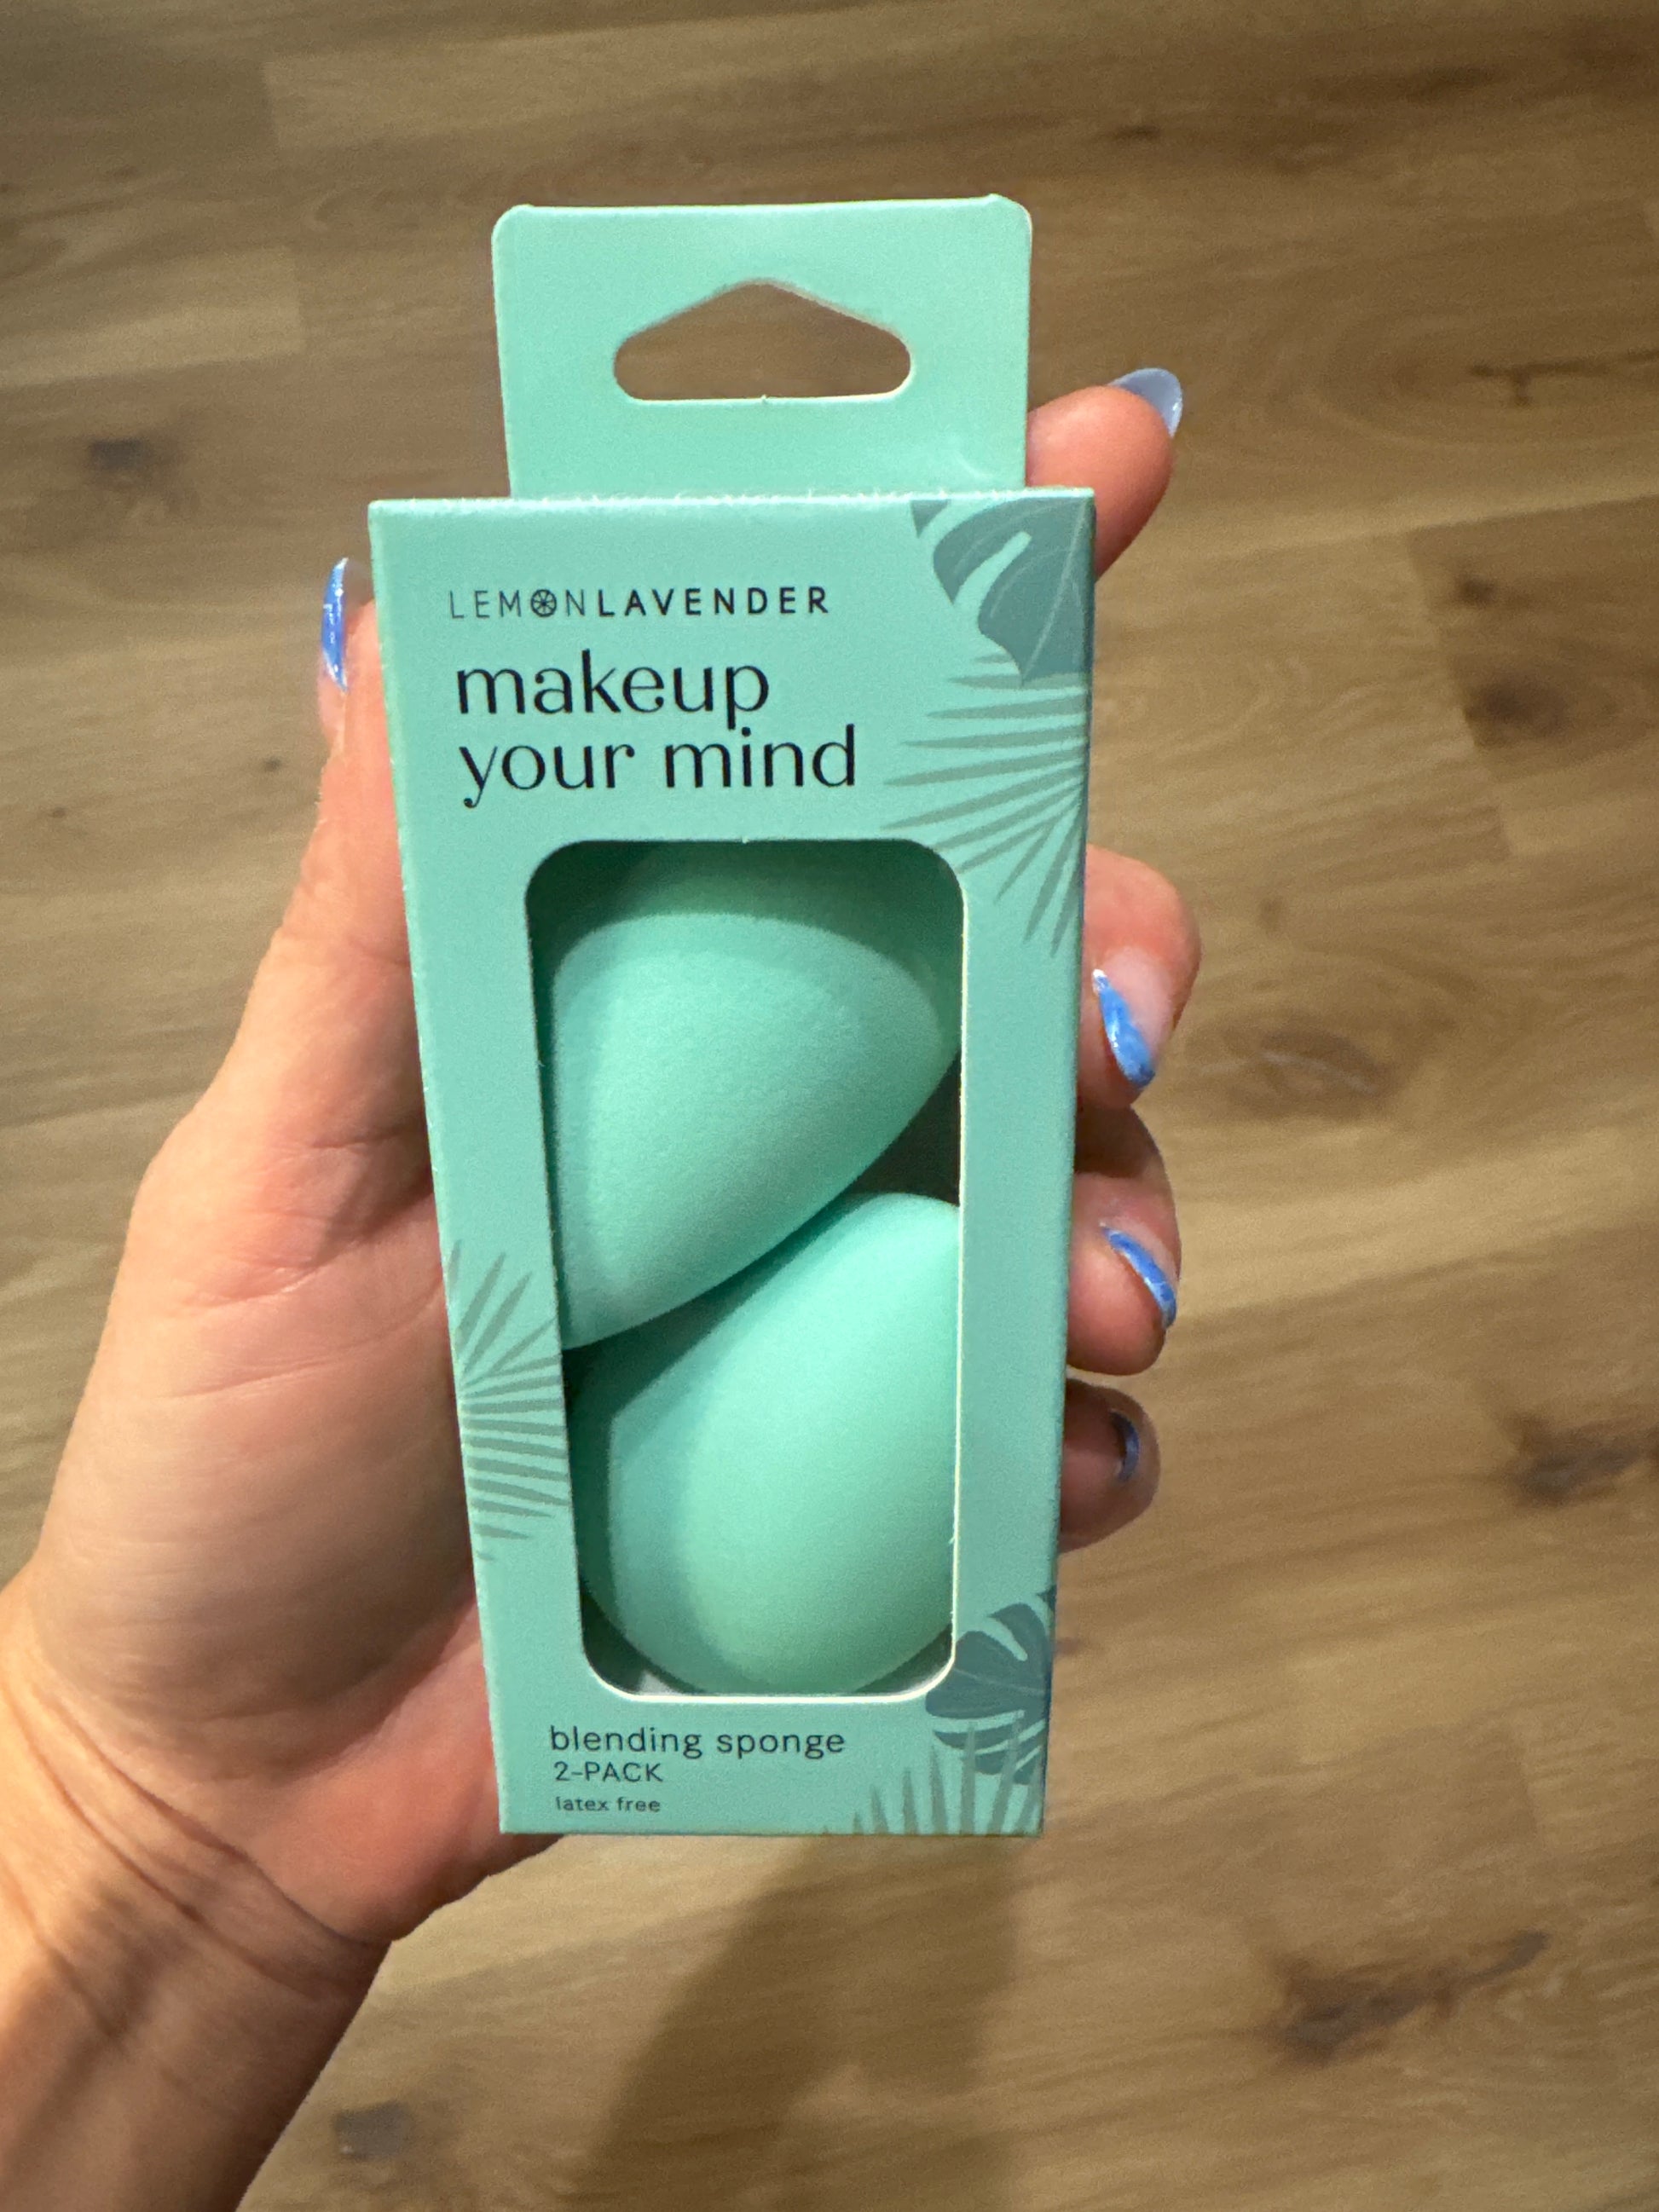 LEMONLAVENDER
makeup
your mind
blending sponge
2-PACK
latex free